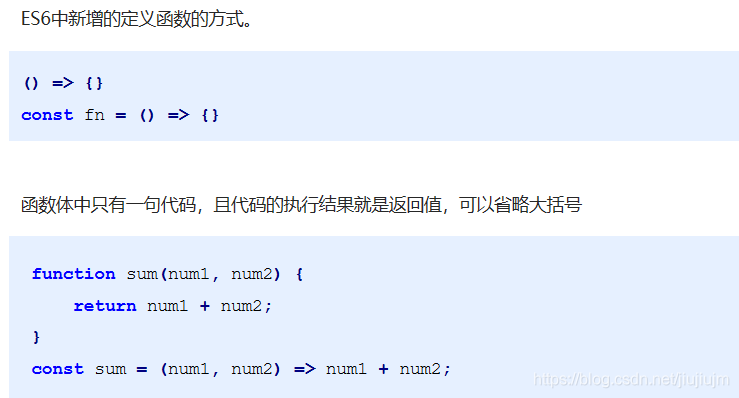 ES6中新增的定义函数的方式。
() => {}
const fn = () => {}
函数体中只有一句代码，且代码的执行结果就是返回值，可以省略大括号
function sum(num1, num2) {
    return num1 + num2;
}
const sum = (num1, num2) => num1 + num2;
https://blog.csdn.net/jiujiujm